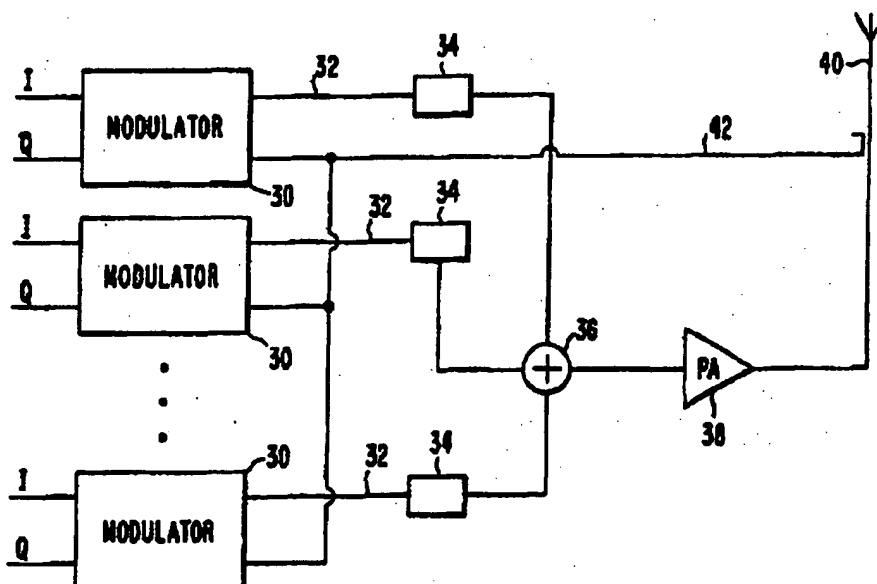 I
Q
MODULATOR
30
32
34
42
40
I
Q
MODULATOR
30
32
34
36
PA
38
I
Q
MODULATOR
30
32
34